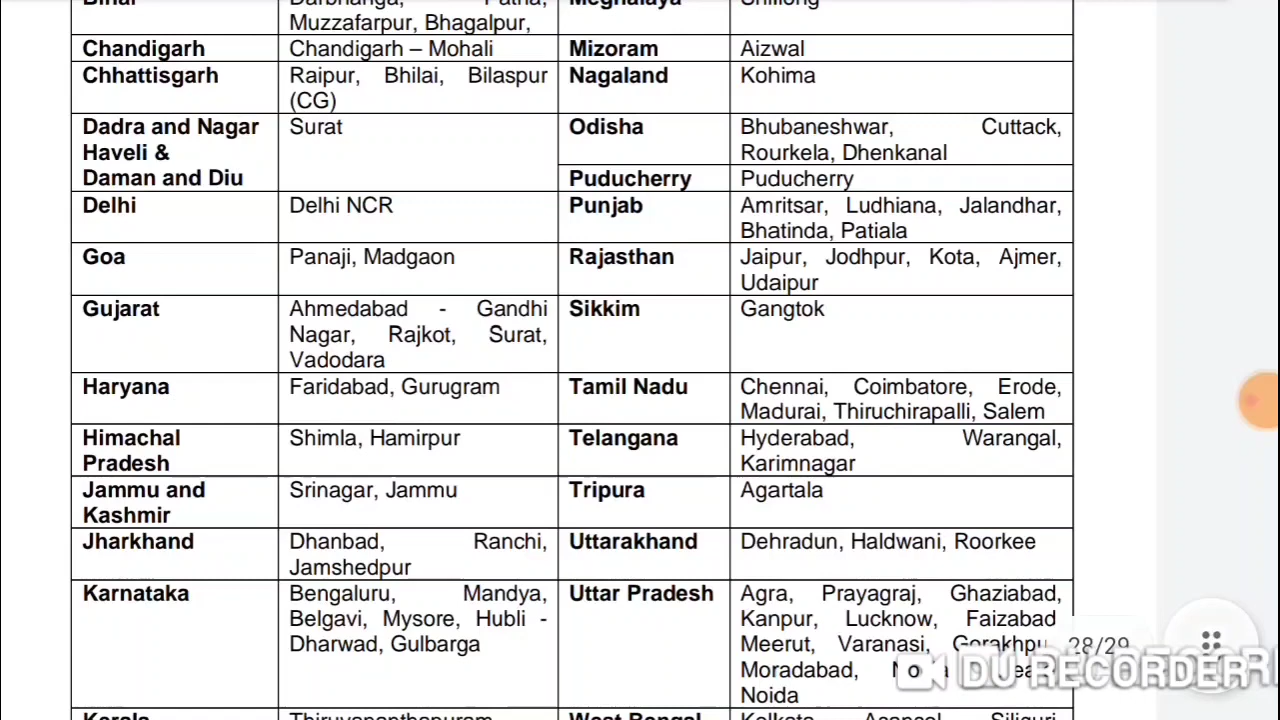 Muzzafarpur, Bhagalpur,
Chandigarh Chandigarh – Mohali Mizoram Aizwal
Chhattisgarh Raipur, Bhilai, Bilaspur Nagaland Kohima
(CG)
Dadra and Nagar Surat Odisha Bhubaneshwar, Cuttack,
Haveli & Rourkela, Dhenkanal
Daman and Diu Puducherry Puducherry
Delhi Delhi NCR Punjab Amritsar, Ludhiana, Jalandhar,
Bhatinda, Patiala
Goa Panaji, Madgaon Rajasthan Jaipur, Jodhpur, Kota, Ajmer,
Udaipur
Gujarat Ahmedabad - Gandhi Sikkim Gangtok
Nagar, Rajkot, Surat,
Vadodara
Haryana Faridabad, Gurugram Tamil Nadu Chennai, Coimbatore, Erode,
Madurai, Thiruchirapalli, Salem
Himachal Shimla, Hamirpur Telangana Hyderabad, Warangal,
Pradesh Karimnagar
Jammu and Srinagar, Jammu Tripura Agartala
Kashmir
Jharkhand Dhanbad, Ranchi, Uttarakhand Dehradun, Haldwani, Roorkee
Jamshedpur
Karnataka Bengaluru, Mandya, Uttar Pradesh Agra, Prayagraj, Ghaziabad,
Belgavi, Mysore, Hubli - Kanpur, Lucknow, Faizabad
Dharwad, Gulbarga Meerut, Varanasi, 28/29
Moradabad, DU RECORDER
Noida